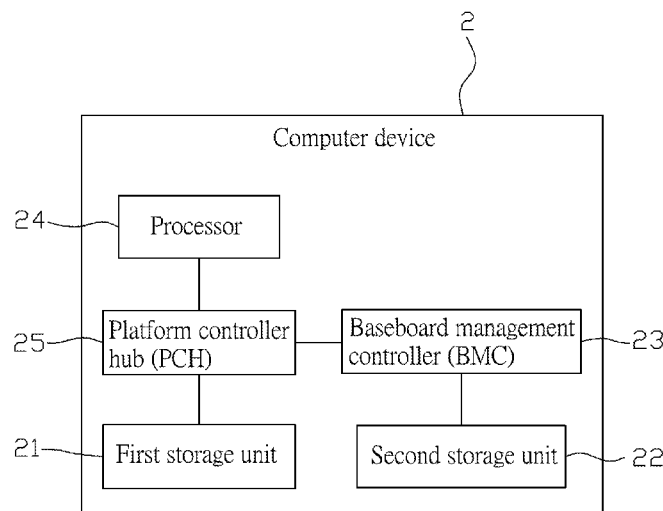 2
Computer device
24
Processor
25
Platform controller
hub (PCH)
Baseboard management
controller (BMC)
23
21
First storage unit
Second storage unit
22